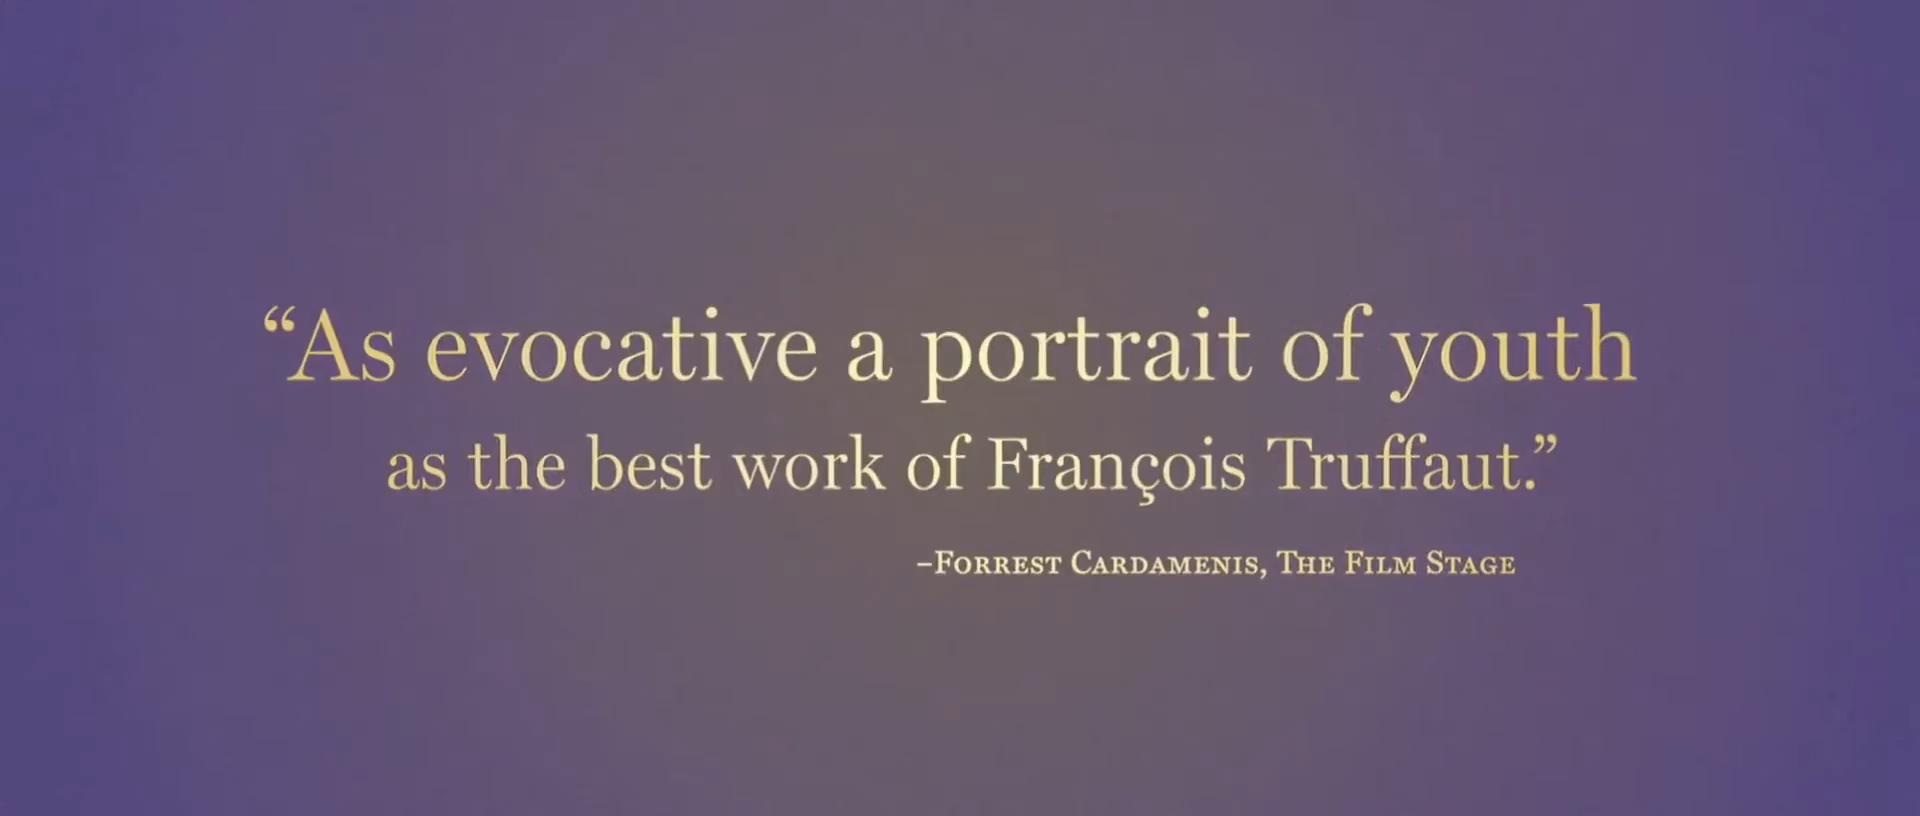 “As evocative a portrait of youth
as the best work of François Truffaut.”
–Forrest Cardamenis, The Film Stage